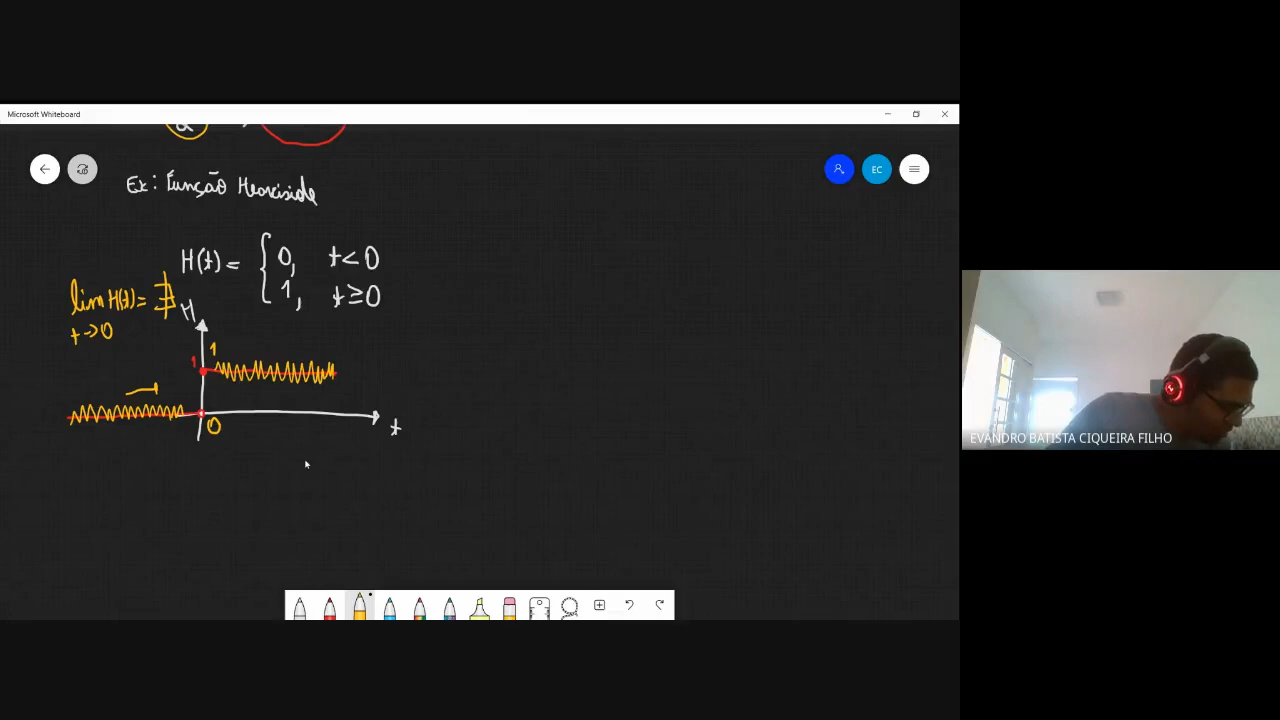 Microsoft Whiteboard
EC
Ex: Função Heaviside
H(t) = { 0, t < 0
1, t ≥ 0
lim H(t) = ∄
t → 0
H
1
1
0
t
EVANDRO BATISTA CIQUEIRA FILHO